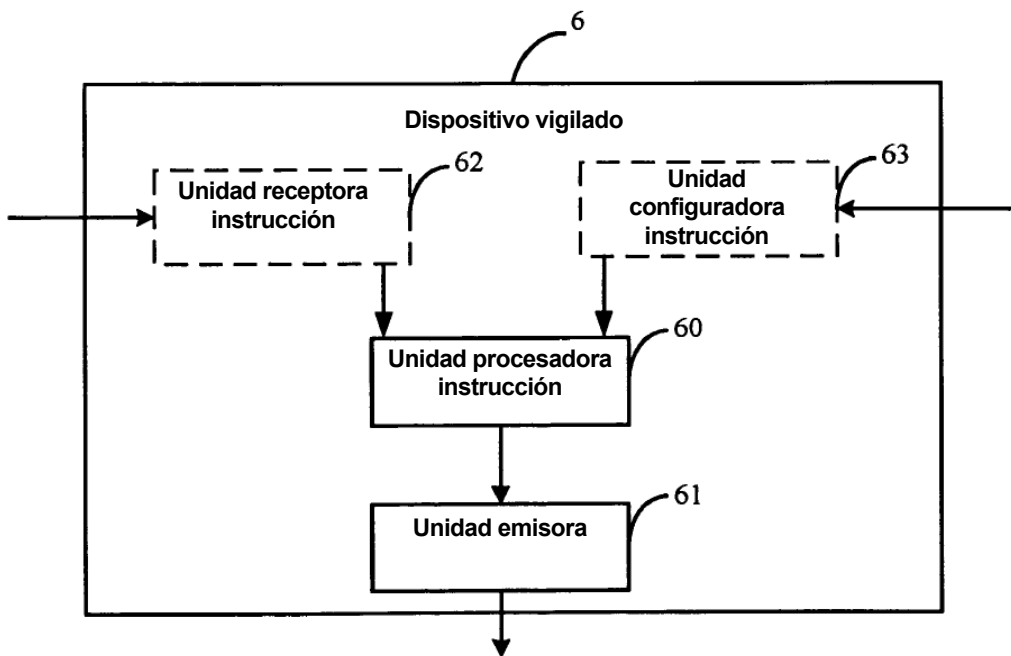 6
Dispositivo vigilado
62
63
Unidad receptora
instrucción
Unidad
configuradora
instrucción
60
Unidad procesadora
instrucción
61
Unidad emisora